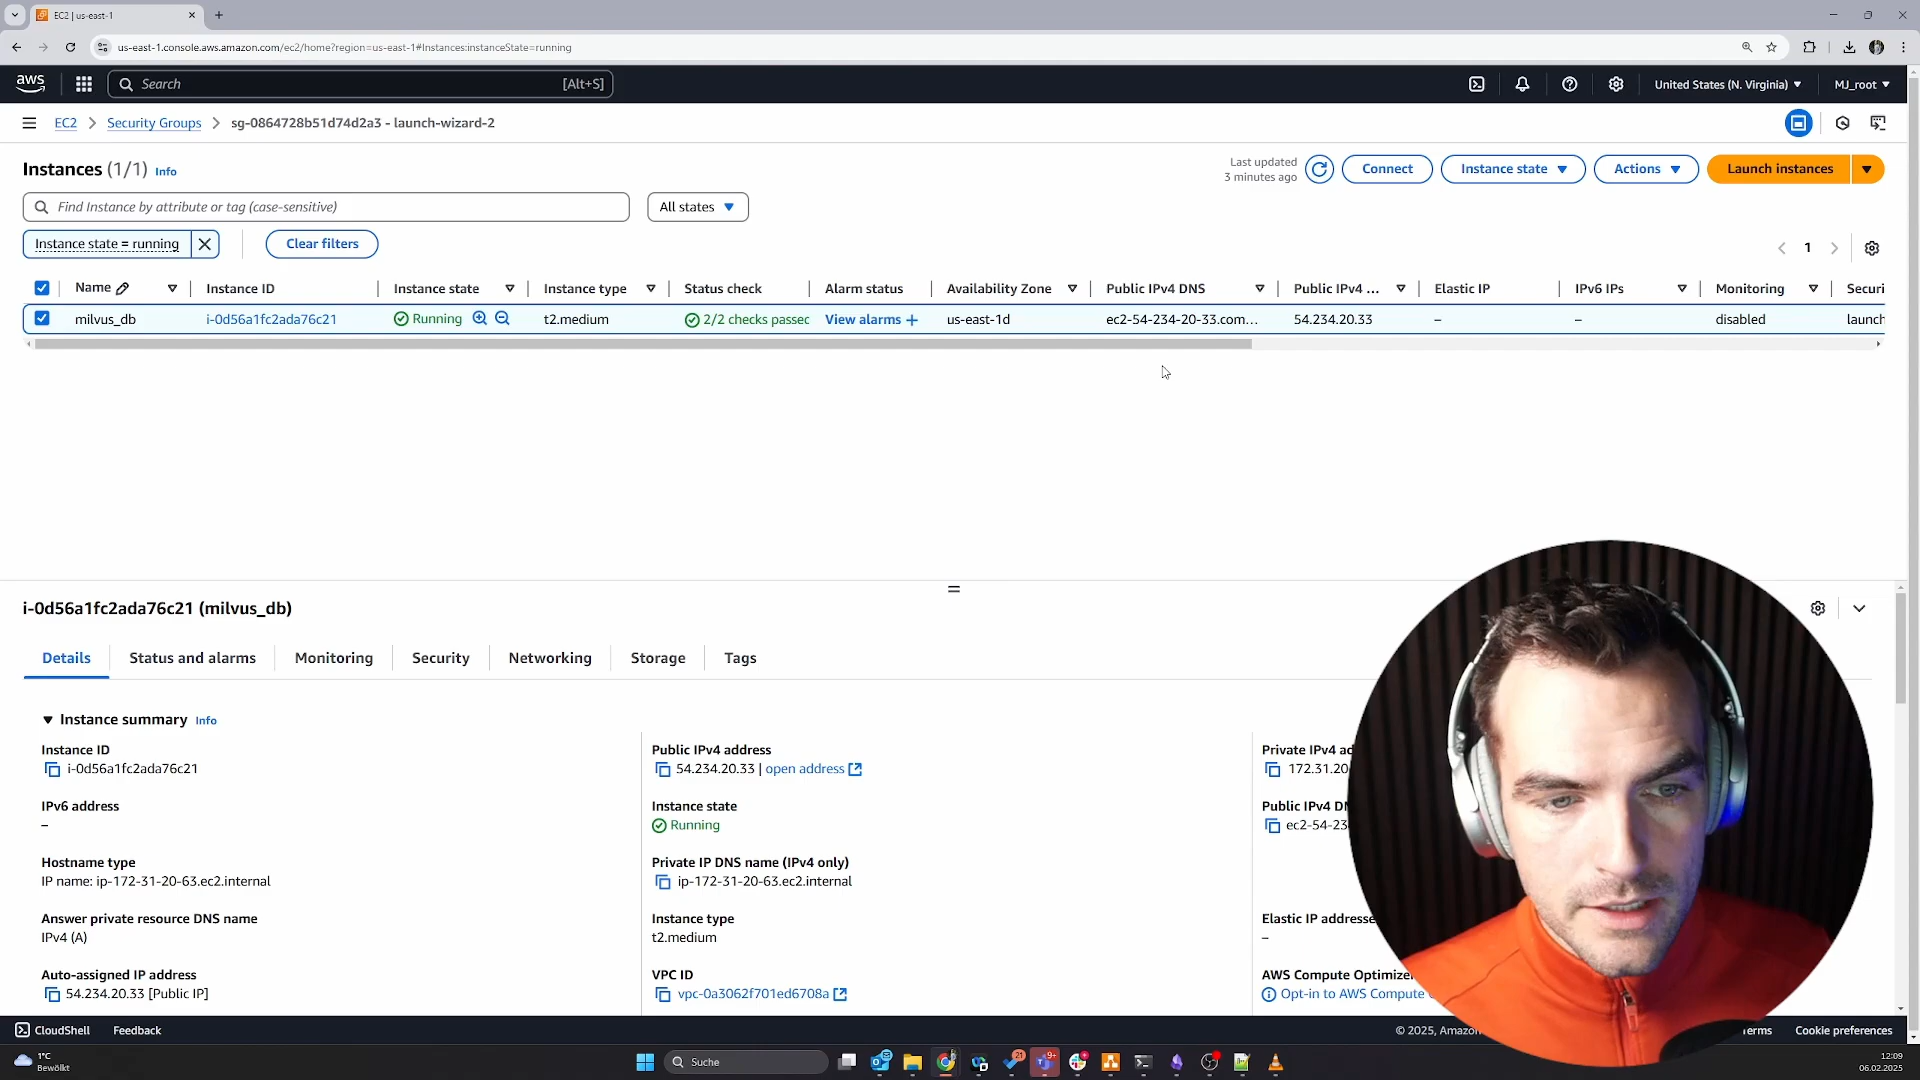 EC2 | us-east-1
us-east-1.console.aws.amazon.com/ec2/home?region=us-east-1#Instances:instanceState=running
aws
Search
[Alt+S]
United States (N. Virginia)
MJ_root
EC2
Security Groups
sg-0864728b51d74d2a3 - launch-wizard-2
Instances (1/1) Info
Last updated
3 minutes ago
Connect
Instance state
Actions
Launch instances
Find Instance by attribute or tag (case-sensitive)
All states
Instance state = running
Clear filters
1
Name Instance ID Instance state Instance type Status check Alarm status Availability Zone Public IPv4 DNS Public IPv4 ... Elastic IP IPv6 IPs Monitoring Securi
milvus_db i-0d56a1fc2ada76c21 Running t2.medium 2/2 checks passec View alarms + us-east-1d ec2-54-234-20-33.com... 54.234.20.33 – – disabled launch
i-0d56a1fc2ada76c21 (milvus_db)
Details Status and alarms Monitoring Security Networking Storage Tags
Instance summary Info
Instance ID
i-0d56a1fc2ada76c21
Public IPv4 address
54.234.20.33 | open address
Private IPv4 ad
172.31.20
IPv6 address
–
Instance state
Running
Public IPv4 DN
ec2-54-23
Hostname type
IP name: ip-172-31-20-63.ec2.internal
Private IP DNS name (IPv4 only)
ip-172-31-20-63.ec2.internal
Answer private resource DNS name
IPv4 (A)
Instance type
t2.medium
Elastic IP addresse
–
Auto-assigned IP address
54.234.20.33 [Public IP]
VPC ID
vpc-0a3062f701ed6708a
AWS Compute Optimize
Opt-in to AWS Compute
CloudShell
Feedback
© 2025, Amazon
Terms
Cookie preferences
1°C
Bewölkt
Suche
21
9+
12:09
06.02.2025